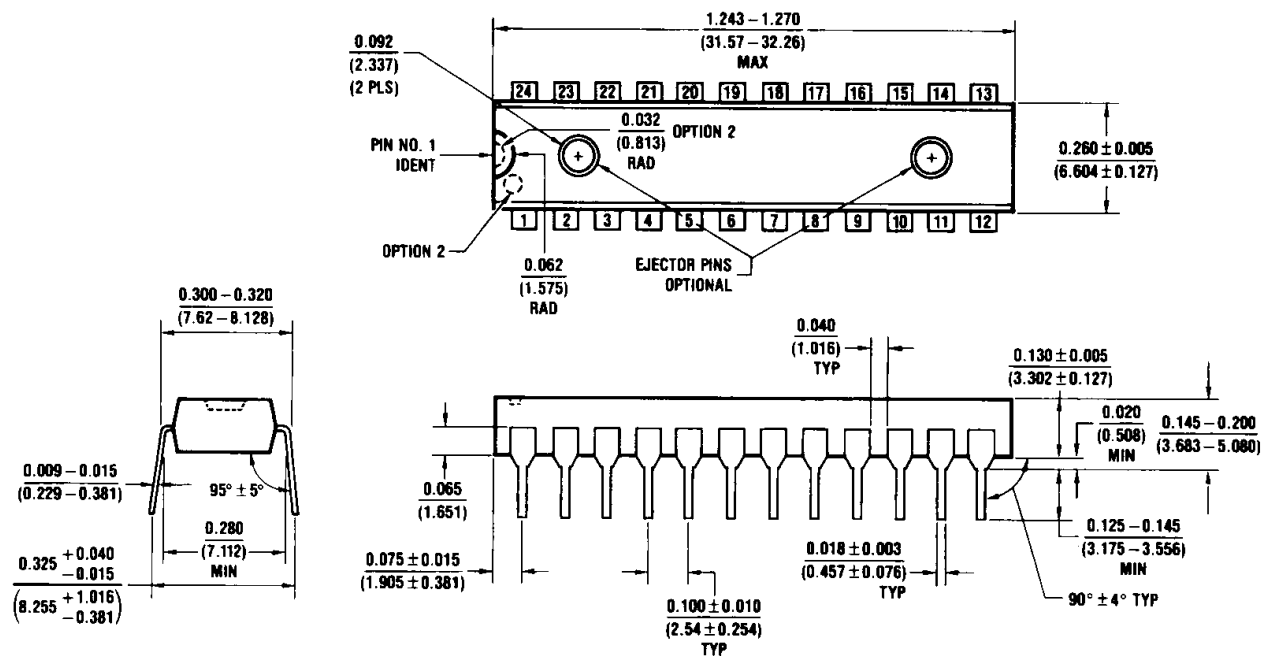 1.243 – 1.270
(31.57 – 32.26)
MAX
0.092
(2.337)
(2 PLS)
24 23 22 21 20 19 18 17 16 15 14 13
0.032
(0.813)
RAD
OPTION 2
PIN NO. 1
IDENT
0.260 ± 0.005
(6.604 ± 0.127)
1 2 3 4 5 6 7 8 9 10 11 12
OPTION 2
0.062
(1.575)
RAD
EJECTOR PINS
OPTIONAL
0.300 – 0.320
(7.62 – 8.128)
0.040
(1.016)
TYP
0.130 ± 0.005
(3.302 ± 0.127)
0.020
(0.508)
MIN
0.145 – 0.200
(3.683 – 5.080)
0.009 – 0.015
(0.229 – 0.381)
95° ± 5°
0.065
(1.651)
0.280
(7.112)
MIN
0.125 – 0.145
(3.175 – 3.556)
MIN
0.325 +0.040
–0.015
(8.255 +1.016
–0.381)
0.075 ± 0.015
(1.905 ± 0.381)
0.018 ± 0.003
(0.457 ± 0.076)
TYP
90° ± 4° TYP
0.100 ± 0.010
(2.54 ± 0.254)
TYP